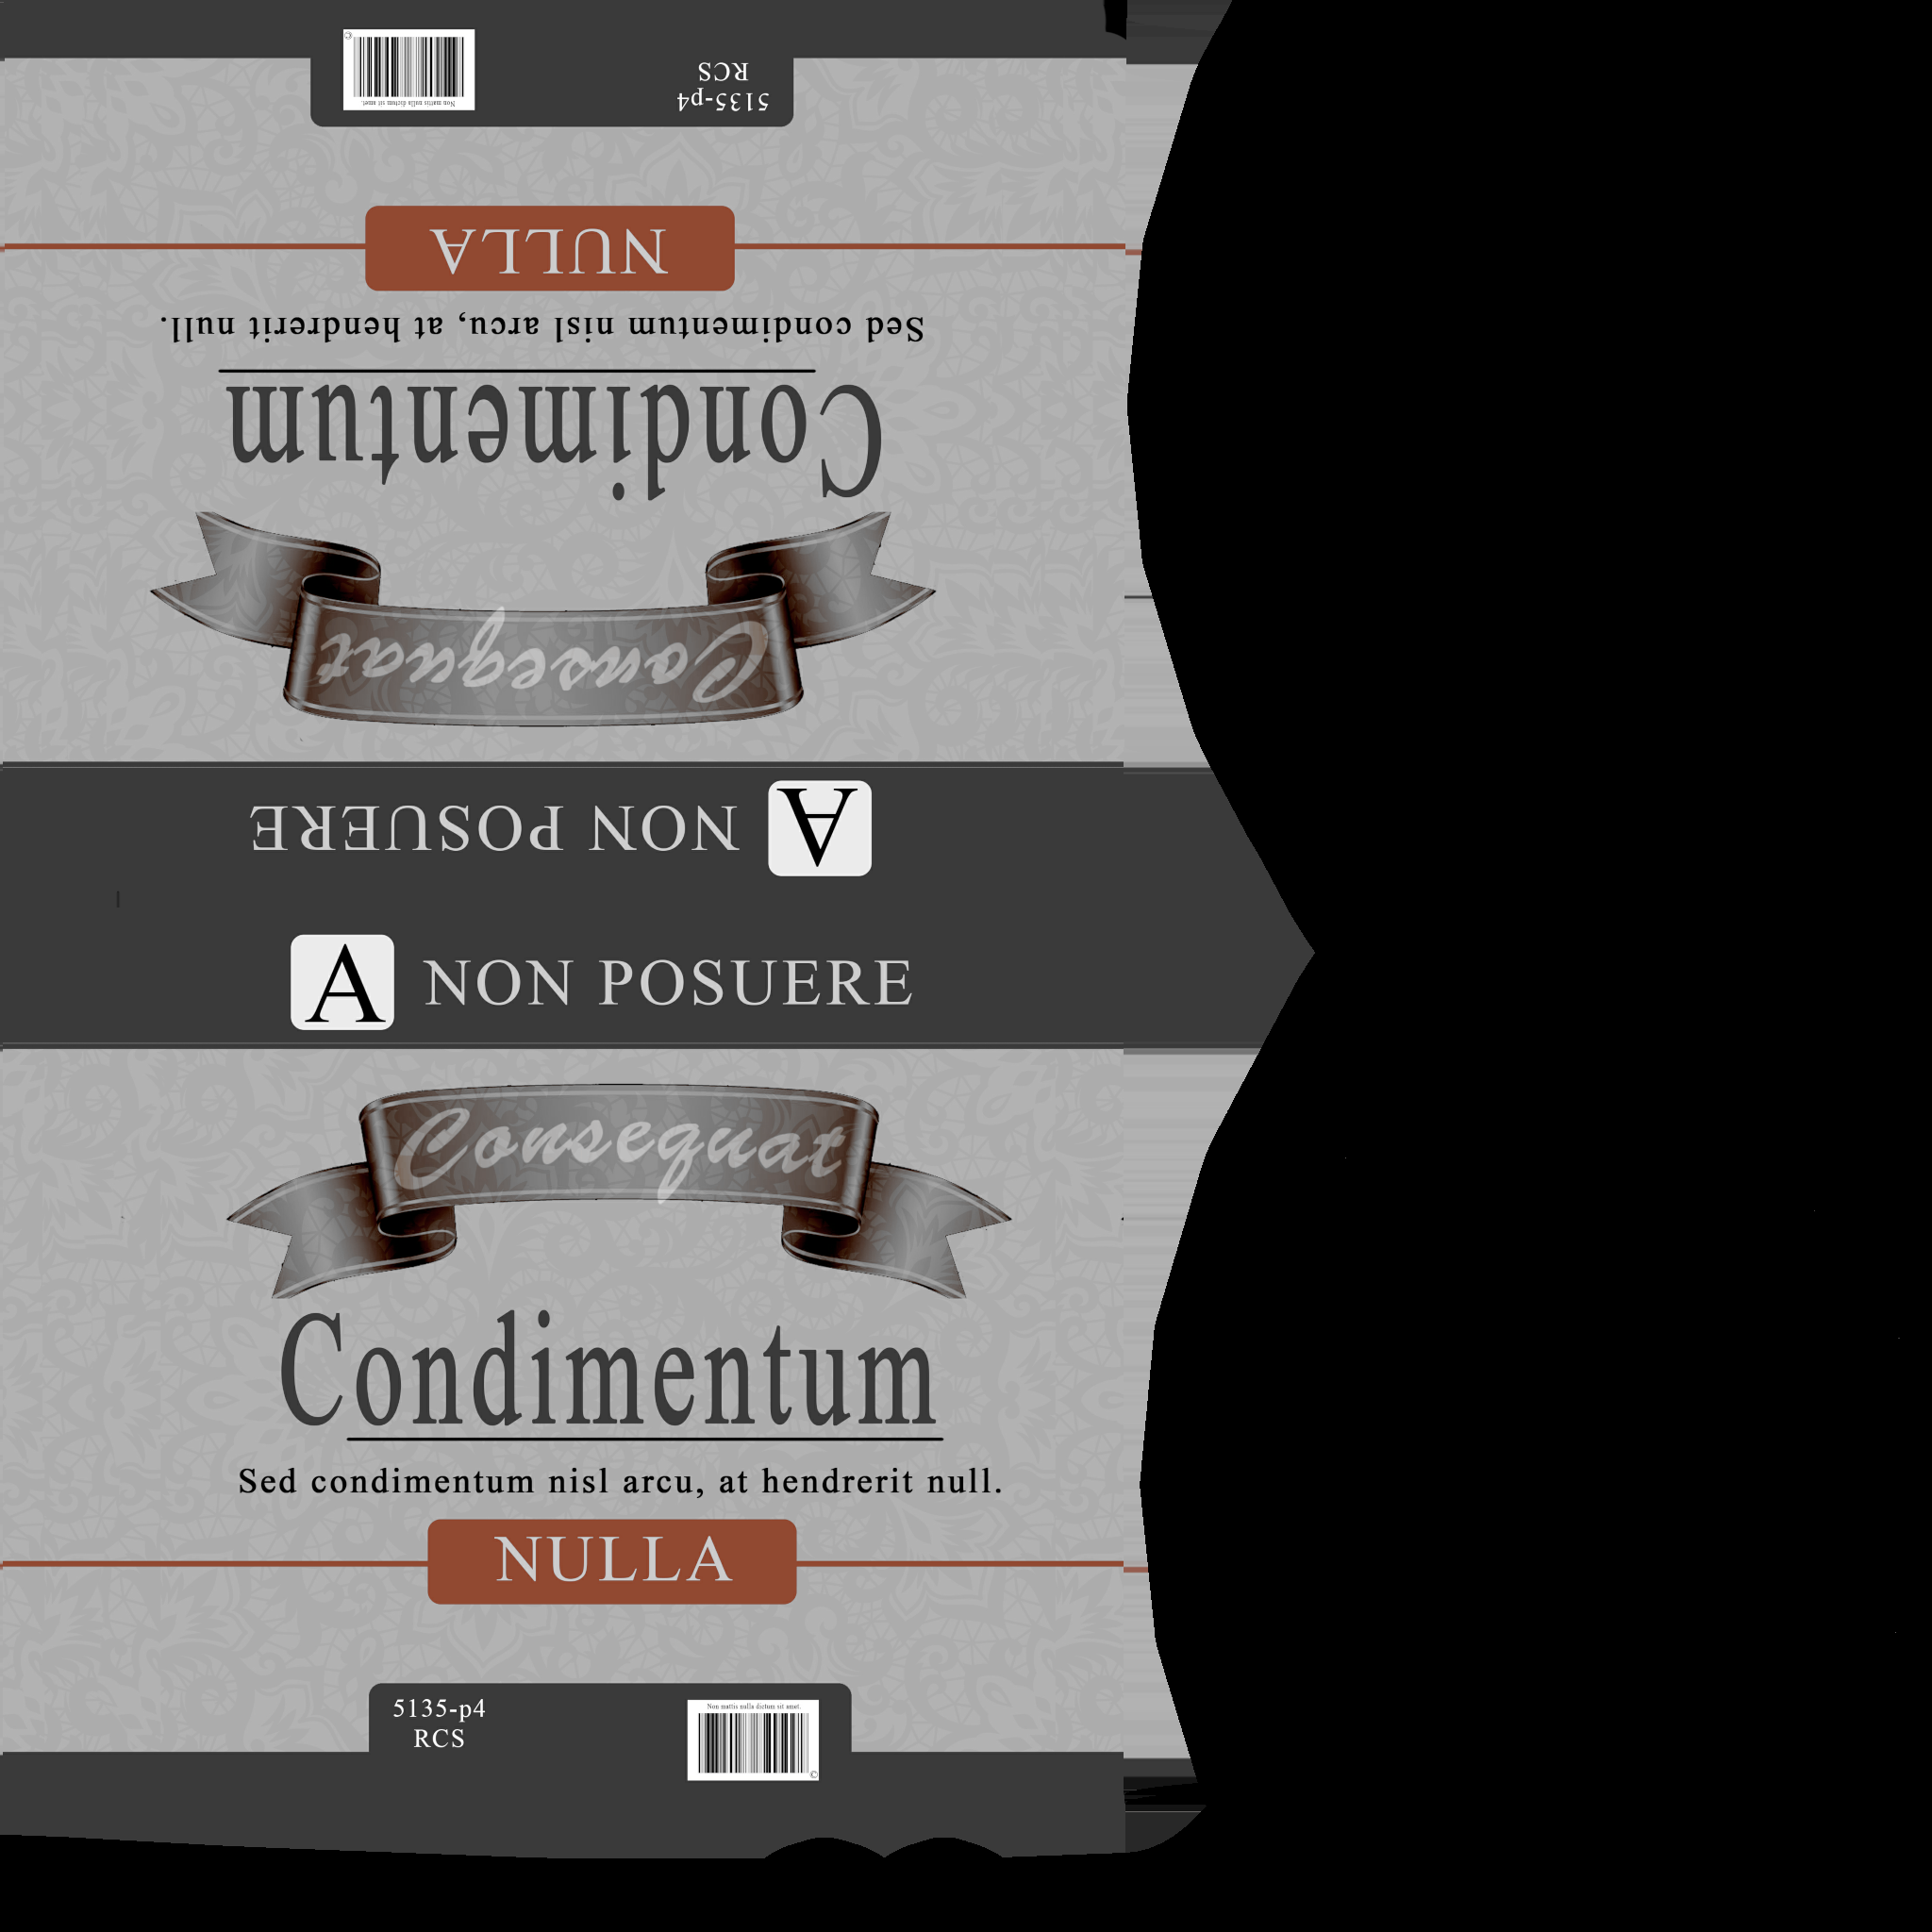 ©
Non mattis nulla dictum sit amet.
5135-p4
RCS
NULLA
Sed condimentum nisl arcu, at hendrerit null.
Condimentum
Consequat
A NON POSUERE
A NON POSUERE
Consequat
Condimentum
Sed condimentum nisl arcu, at hendrerit null.
NULLA
5135-p4
RCS
Non mattis nulla dictum sit amet.
©